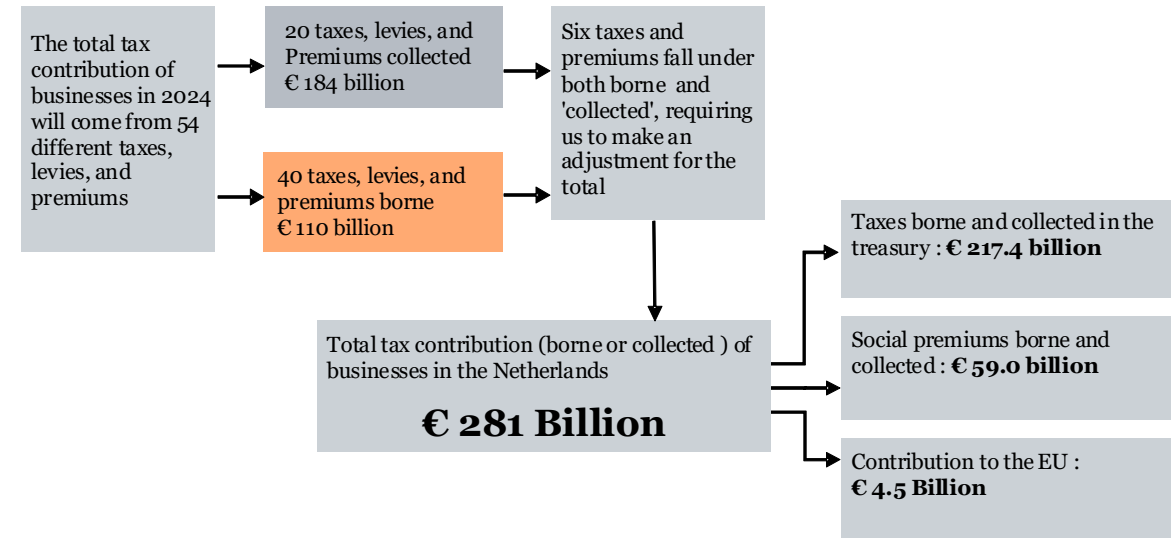 The total tax
contribution of
businesses in 2024
will come from 54
different taxes,
levies, and
premiums
20 taxes, levies, and
Premiums collected
€ 184 billion
40 taxes, levies, and
premiums borne
€ 110 billion
Six taxes and
premiums fall under
both borne and
'collected', requiring
us to make an
adjustment for the
total
Total tax contribution (borne or collected ) of
businesses in the Netherlands
€ 281 Billion
Taxes borne and collected in the
treasury : € 217.4 billion
Social premiums borne and
collected : € 59.0 billion
Contribution to the EU :
€ 4.5 Billion